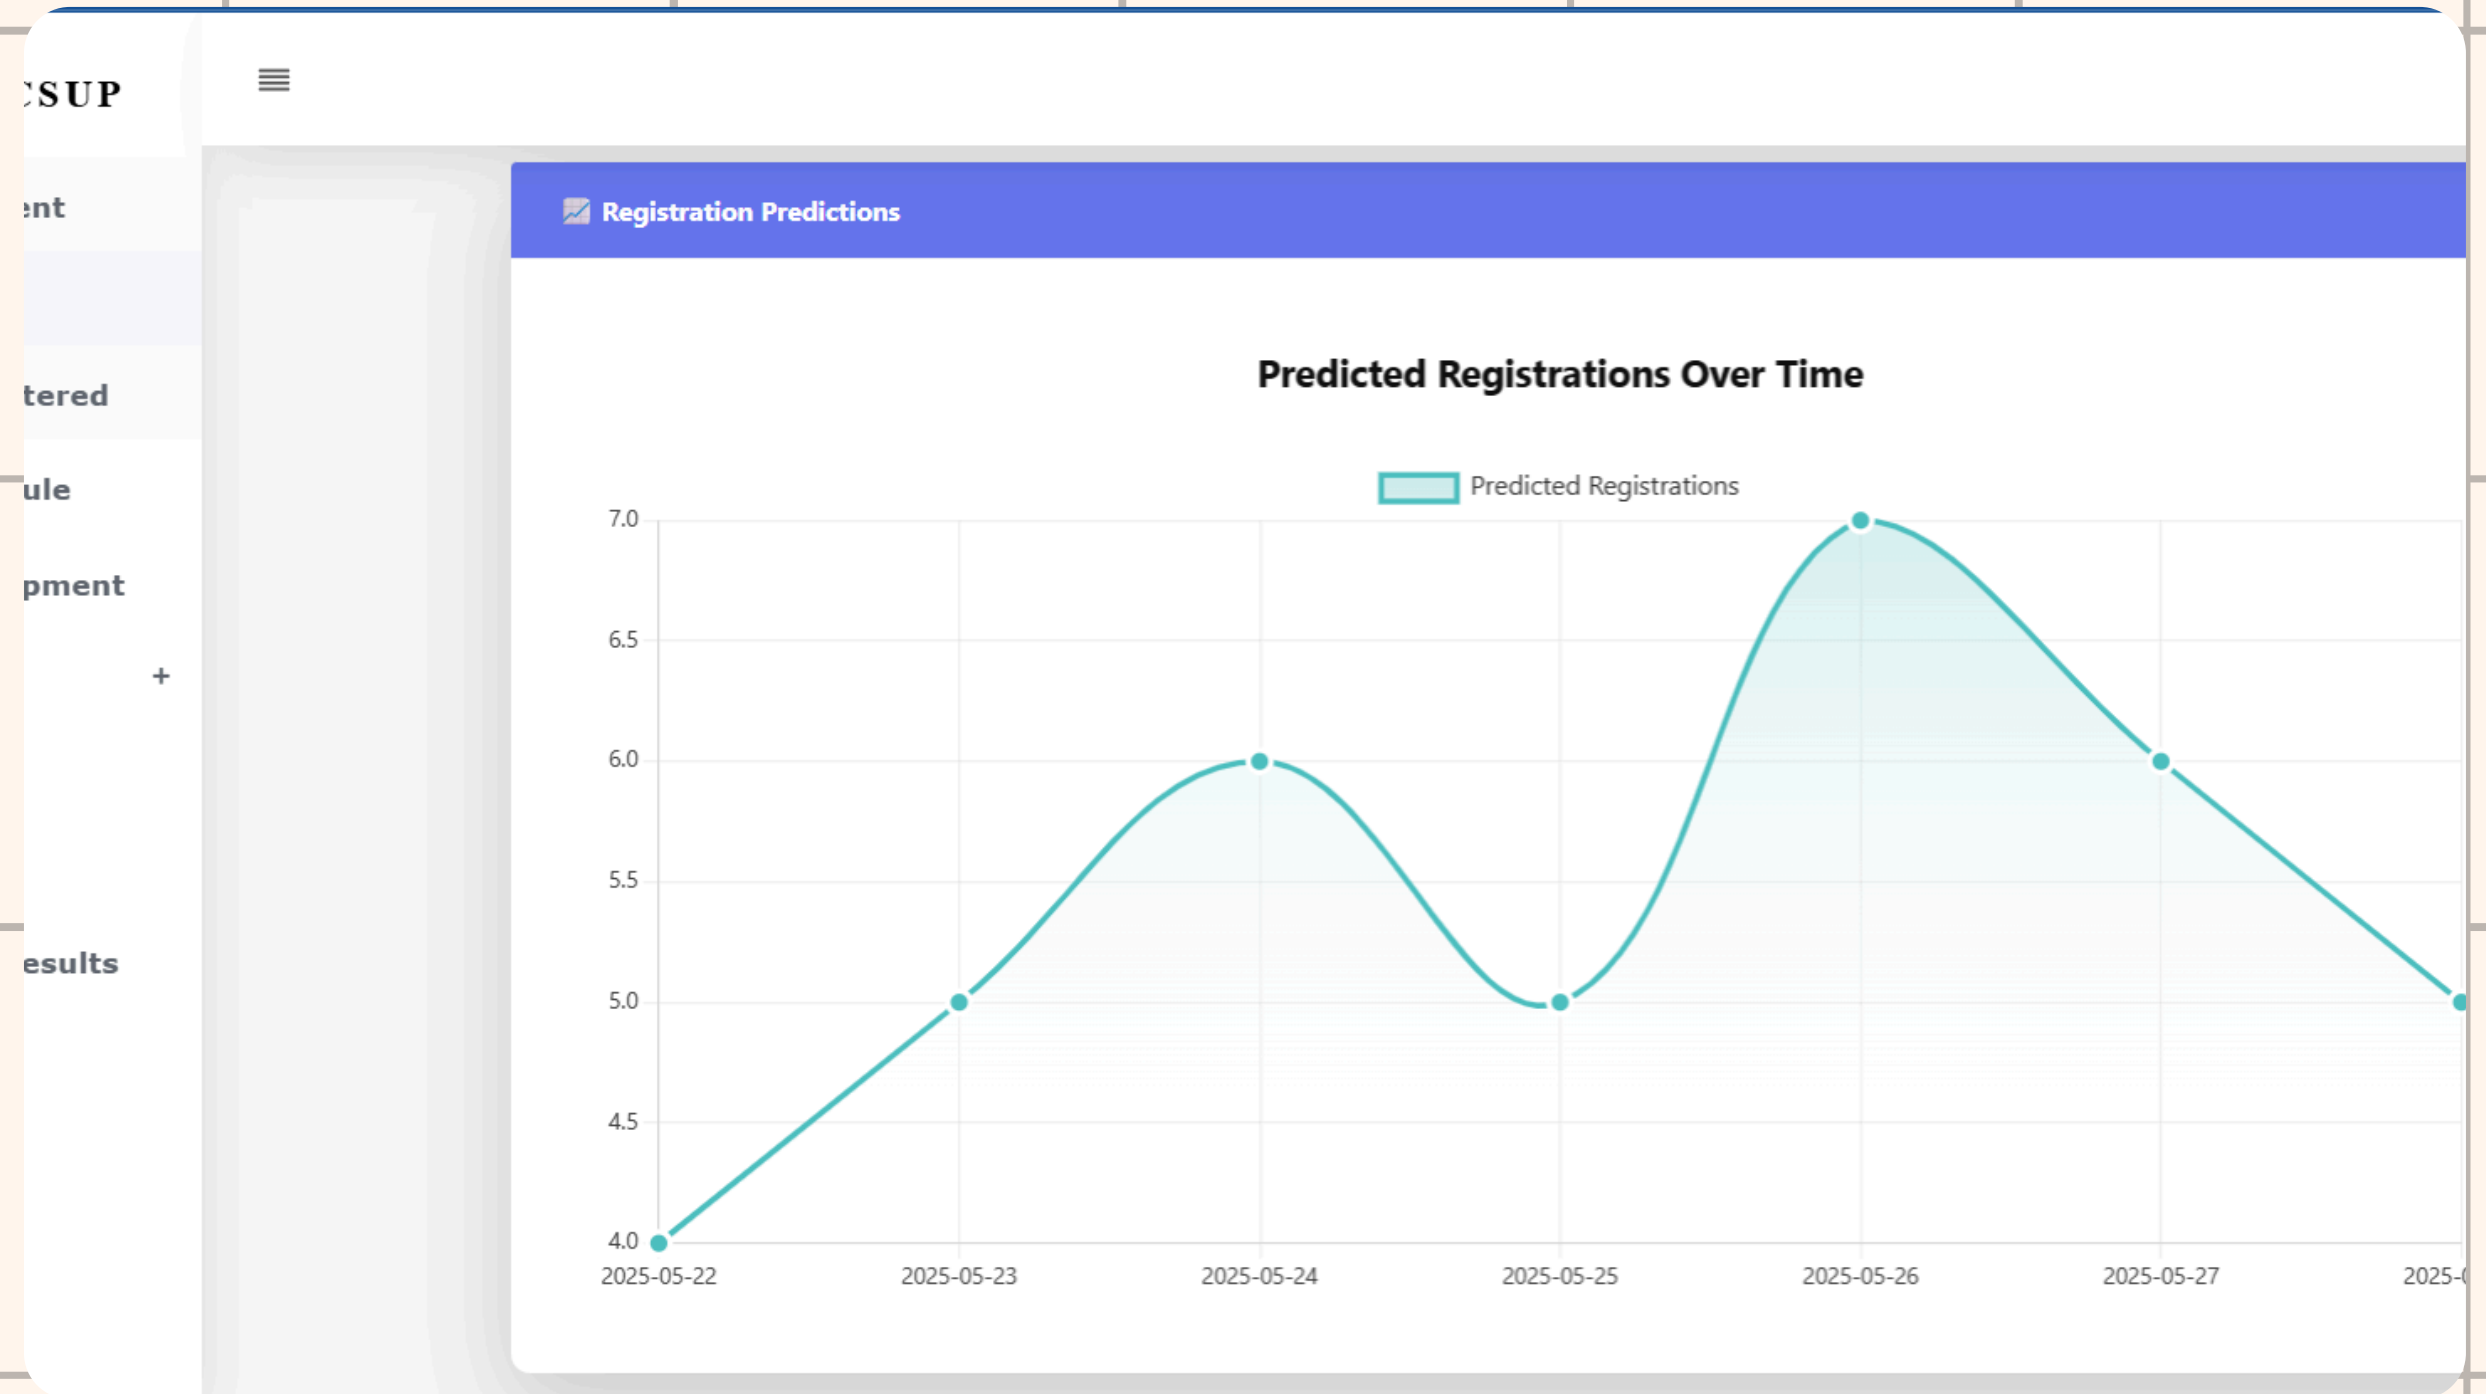 CSUP
ent
tered
ule
pment
+
esults
Registration Predictions
Predicted Registrations Over Time
Predicted Registrations
7.0
6.5
6.0
5.5
5.0
4.5
4.0
2025-05-22 2025-05-23 2025-05-24 2025-05-25 2025-05-26 2025-05-27 2025-0